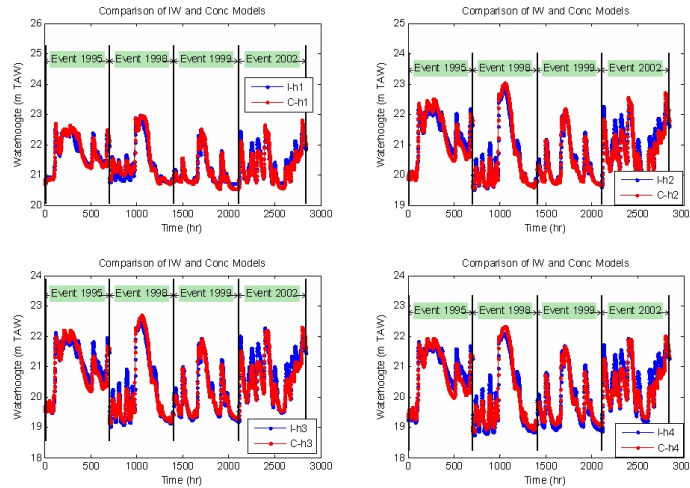 Comparison of IW and Conc Models
26
25
24
23
22
21
20
19
Waterhoogte (m TAW)
Event 1995
Event 1998
Event 1999
Event 2002
I-h1
C-h1
0
500
1000
1500
2000
2500
3000
Time (hr)
Comparison of IW and Conc Models
25
24
23
22
21
20
19
Waterhoogte (m TAW)
Event 1995
Event 1998
Event 1999
Event 2002
I-h2
C-h2
0
500
1000
1500
2000
2500
3000
Time (hr)
Comparison of IW and Conc Models
24
23
22
21
20
19
18
Waterhoogte (m TAW)
Event 1995
Event 1998
Event 1999
Event 2002
I-h3
C-h3
0
500
1000
1500
2000
2500
3000
Time (hr)
Comparison of IW and Conc Models
24
23
22
21
20
19
18
Waterhoogte (m TAW)
Event 1995
Event 1998
Event 1999
Event 2002
I-h4
C-h4
0
500
1000
1500
2000
2500
3000
Time (hr)